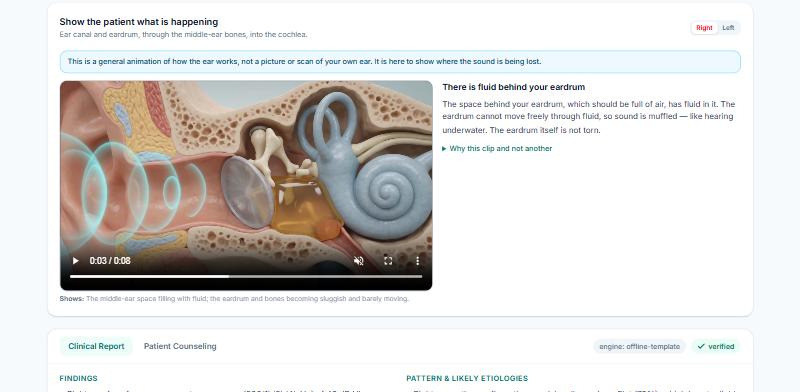 Show the patient what is happening
Ear canal and eardrum, through the middle-ear bones, into the cochlea.
Right Left
This is a general animation of how the ear works, not a picture or scan of your own ear. It is here to show where the sound is being lost.
There is fluid behind your eardrum
The space behind your eardrum, which should be full of air, has fluid in it. The
eardrum cannot move freely through fluid, so sound is muffled — like hearing
underwater. The eardrum itself is not torn.
Why this clip and not another
0:03 / 0:08
Shows: The middle-ear space filling with fluid; the eardrum and bones becoming sluggish and barely moving.
Clinical Report Patient Counseling engine: offline-template verified
FINDINGS PATTERN & LIKELY ETIOLOGIES